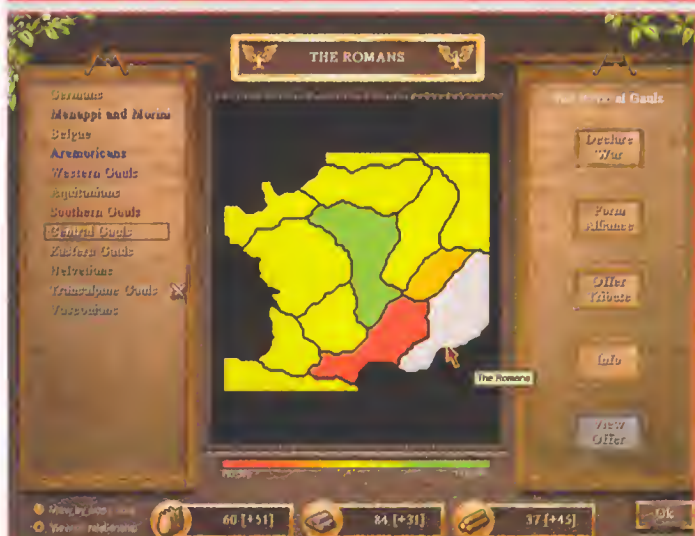 THE ROMANS
Germans
Menappi and Morini
Belgae
Aremoricans
Western Gauls
Aquitanians
Southern Gauls
Central Gauls
Eastern Gauls
Helvetians
Transalpine Gauls
Vasconians
Gauls
Declare
War
Form
Alliance
Offer
Tribute
Info
View
Offer
The Romans
60 [+51]
84 [+31]
37 [+45]
Ok